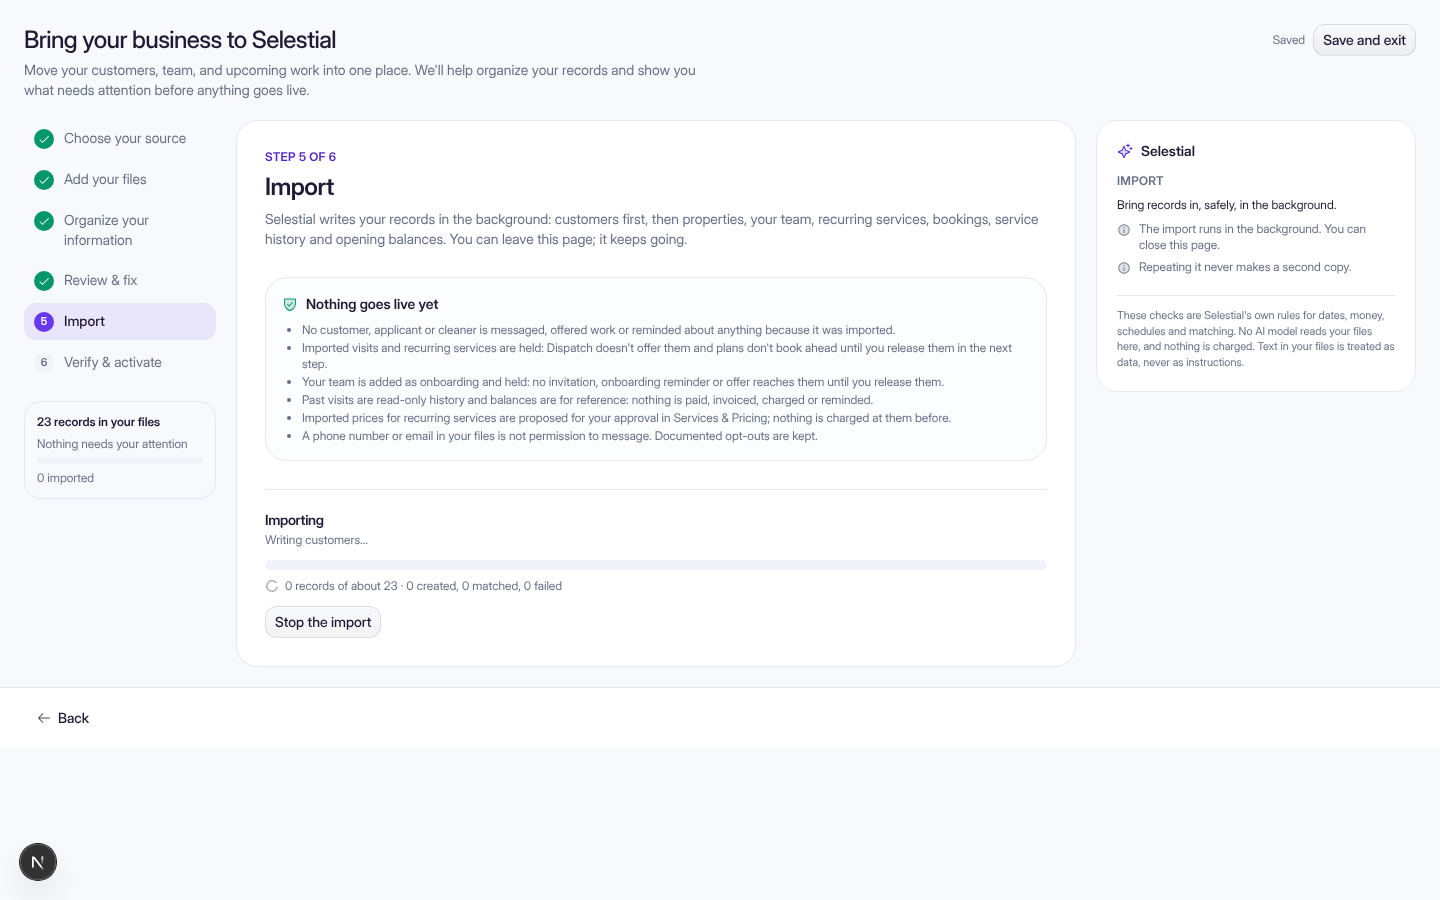 Bring your business to Selestial
Move your customers, team, and upcoming work into one place. We'll help organize your records and show you
what needs attention before anything goes live.
Saved
Save and exit
Choose your source
Add your files
Organize your
information
Review & fix
5 Import
6 Verify & activate
23 records in your files
Nothing needs your attention
0 imported
STEP 5 OF 6
Import
Selestial writes your records in the background: customers first, then properties, your team, recurring services, bookings, service
history and opening balances. You can leave this page; it keeps going.
Nothing goes live yet
• No customer, applicant or cleaner is messaged, offered work or reminded about anything because it was imported.
• Imported visits and recurring services are held: Dispatch doesn't offer them and plans don't book ahead until you release them in the next
step.
• Your team is added as onboarding and held: no invitation, onboarding reminder or offer reaches them until you release them.
• Past visits are read-only history and balances are for reference: nothing is paid, invoiced, charged or reminded.
• Imported prices for recurring services are proposed for your approval in Services & Pricing; nothing is charged at them before.
• A phone number or email in your files is not permission to message. Documented opt-outs are kept.
Importing
Writing customers...
0 records of about 23 · 0 created, 0 matched, 0 failed
Stop the import
Selestial
IMPORT
Bring records in, safely, in the background.
The import runs in the background. You can
close this page.
Repeating it never makes a second copy.
These checks are Selestial's own rules for dates, money,
schedules and matching. No AI model reads your files
here, and nothing is charged. Text in your files is treated as
data, never as instructions.
← Back
N